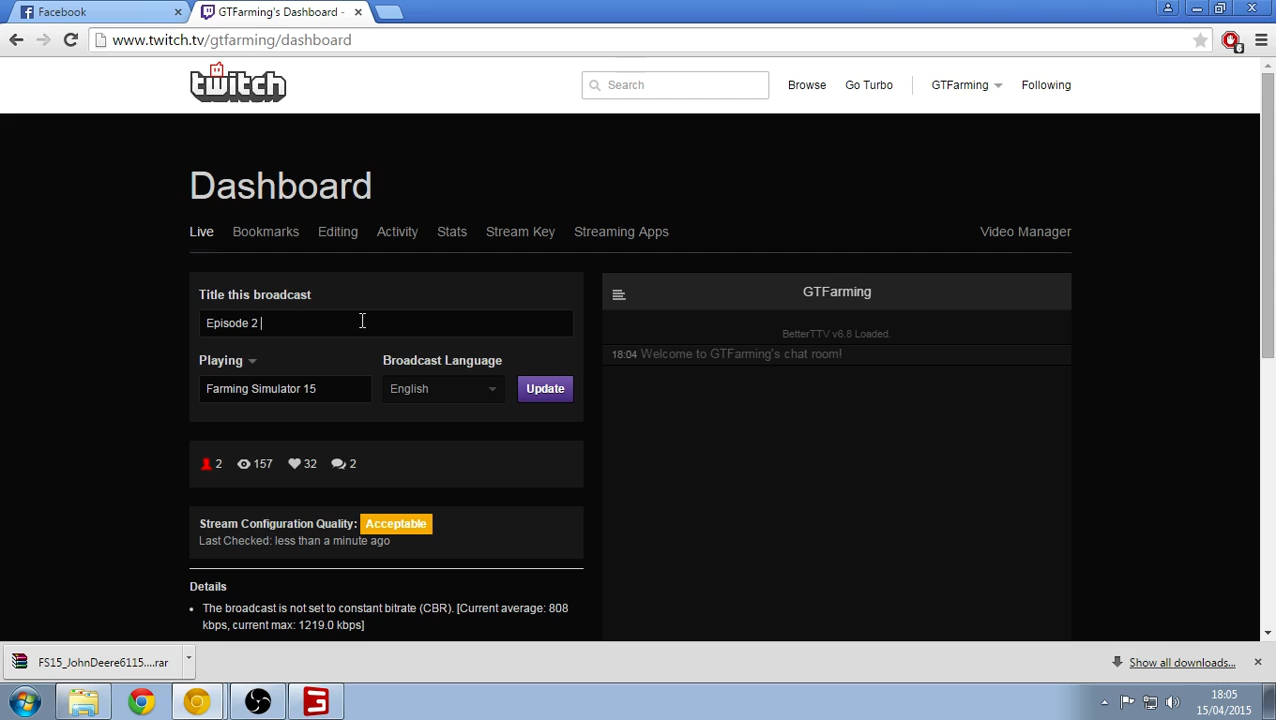 Facebook
GTFarming's Dashboard -
www.twitch.tv/gtfarming/dashboard
6
twitch
Search
Browse
Go Turbo
GTFarming
Following
Dashboard
Live
Bookmarks
Editing
Activity
Stats
Stream Key
Streaming Apps
Video Manager
Title this broadcast
Episode 2
Playing
Broadcast Language
Farming Simulator 15
English
Update
2
157
32
2
Stream Configuration Quality: Acceptable
Last Checked: less than a minute ago
Details
The broadcast is not set to constant bitrate (CBR). [Current average: 808
kbps, current max: 1219.0 kbps]
GTFarming
BetterTTV v6.8 Loaded.
18:04 Welcome to GTFarming's chat room!
FS15_JohnDeere6115....rar
Show all downloads...
18:05
15/04/2015